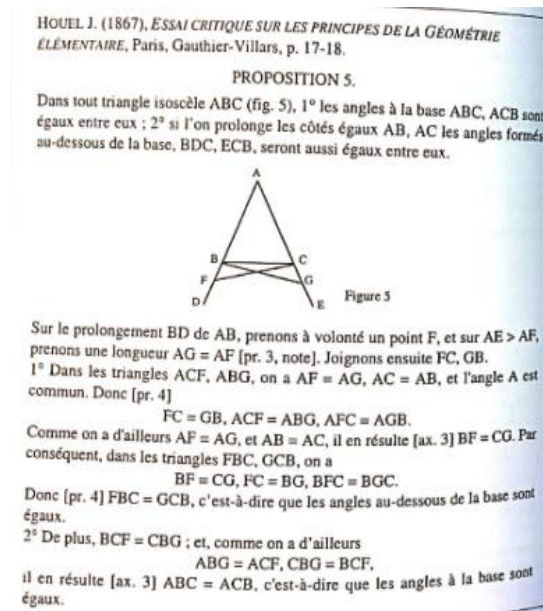 HOUEL J. (1867), ESSAI CRITIQUE SUR LES PRINCIPES DE LA GÉOMÉTRIE
ÉLÉMENTAIRE, Paris, Gauthier-Villars, p. 17-18.
PROPOSITION 5.
Dans tout triangle isoscèle ABC (fig. 5), 1° les angles à la base ABC, ACB sont
égaux entre eux ; 2° si l'on prolonge les côtés égaux AB, AC les angles formés
au-dessous de la base, BDC, ECB, seront aussi égaux entre eux.
A
B C
F G
D E Figure 5
Sur le prolongement BD de AB, prenons à volonté un point F, et sur AE > AF,
prenons une longueur AG = AF [pr. 3, note]. Joignons ensuite FC, GB.
1° Dans les triangles ACF, ABG, on a AF = AG, AC = AB, et l'angle A est
commun. Donc [pr. 4]
FC = GB, ACF = ABG, AFC = AGB.
Comme on a d'ailleurs AF = AG, et AB = AC, il en résulte [ax. 3] BF = CG. Par
conséquent, dans les triangles FBC, GCB, on a
BF = CG, FC = BG, BFC = BGC.
Donc [pr. 4] FBC = GCB, c'est-à-dire que les angles au-dessous de la base sont
égaux.
2° De plus, BCF = CBG ; et, comme on a d'ailleurs
ABG = ACF, CBG = BCF,
il en résulte [ax. 3] ABC = ACB, c'est-à-dire que les angles à la base sont
égaux.